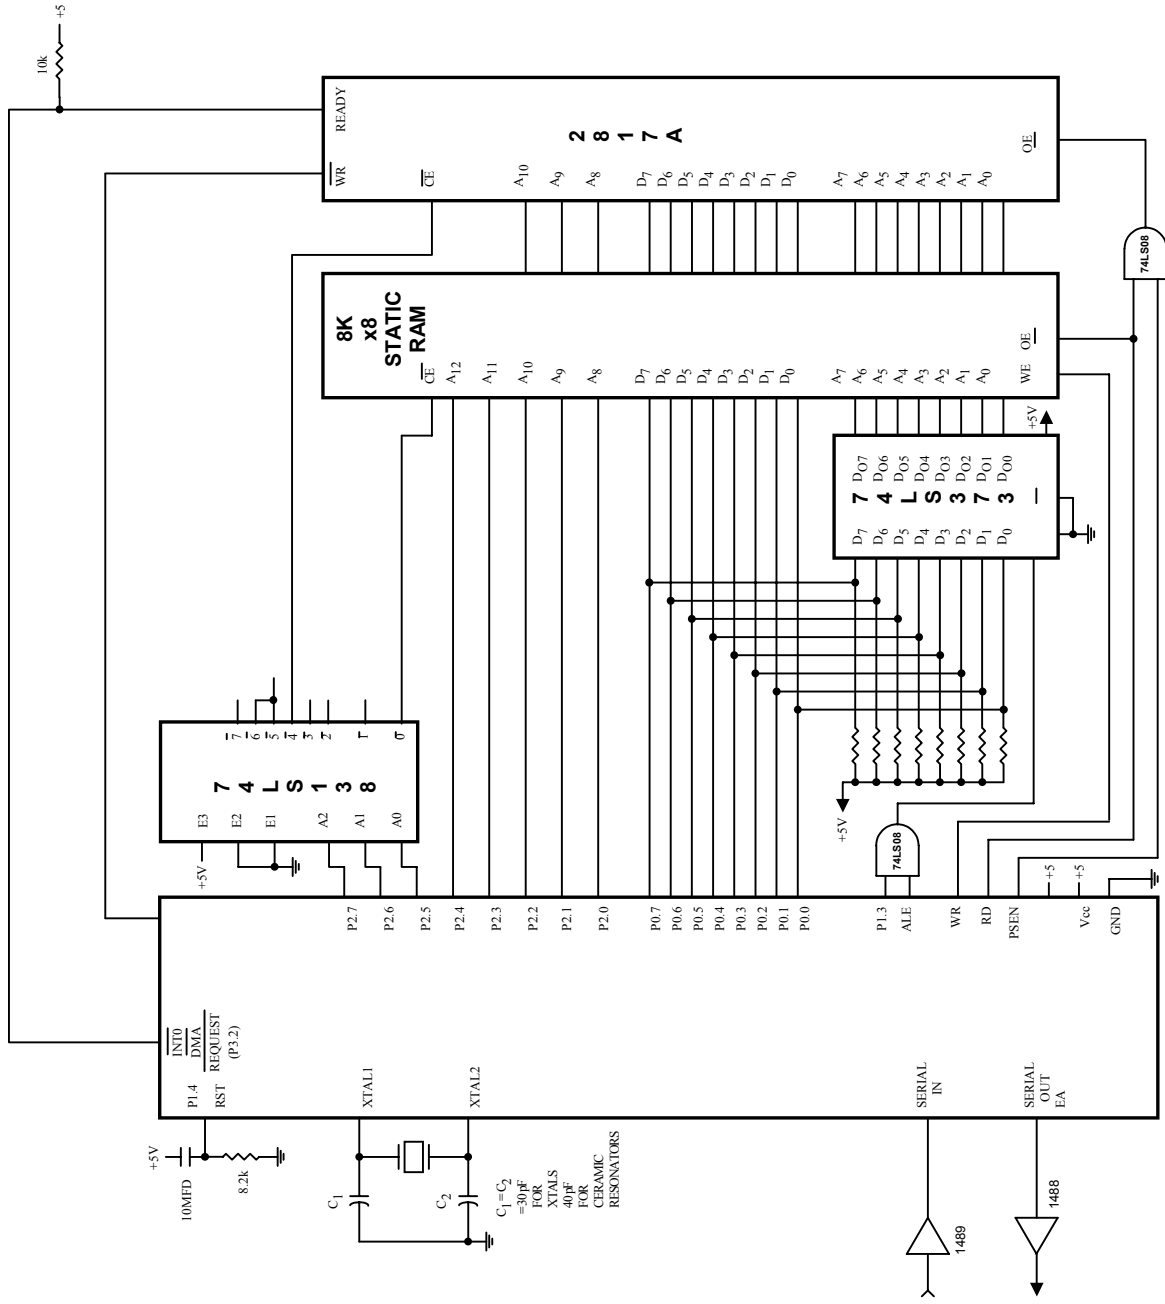 +5
10k
READY
WR
CE
A10
A9
A8
D7
D6
D5
D4
D3
D2
D1
D0
A7
A6
A5
A4
A3
A2
A1
A0
OE
2817A
74LS08
8K
x8
STATIC
RAM
CE
A12
A11
A10
A9
A8
D7
D6
D5
D4
D3
D2
D1
D0
A7
A6
A5
A4
A3
A2
A1
A0
WE
OE
+5V
DO7
DO6
DO5
DO4
DO3
DO2
DO1
DO0
74LS373
D7
D6
D5
D4
D3
D2
D1
D0
7
6
5
4
3
2
1
0
74LS138
E3
E2
E1
A2
A1
A0
+5V
+5V
74LS08
P2.7
P2.6
P2.5
P2.4
P2.3
P2.2
P2.1
P2.0
P0.7
P0.6
P0.5
P0.4
P0.3
P0.2
P0.1
P0.0
P1.3
ALE
WR
RD
PSEN
+5
+5
Vcc
GND
INT0
DMA
REQUEST
(P3.2)
P1.4
RST
XTAL1
XTAL2
SERIAL
IN
SERIAL
OUT
EA
+5V
10MFD
8.2k
C1
C2
C1=C2
=30pF
FOR
XTALS
40pF
FOR
CERAMIC
RESONATORS
1489
1488